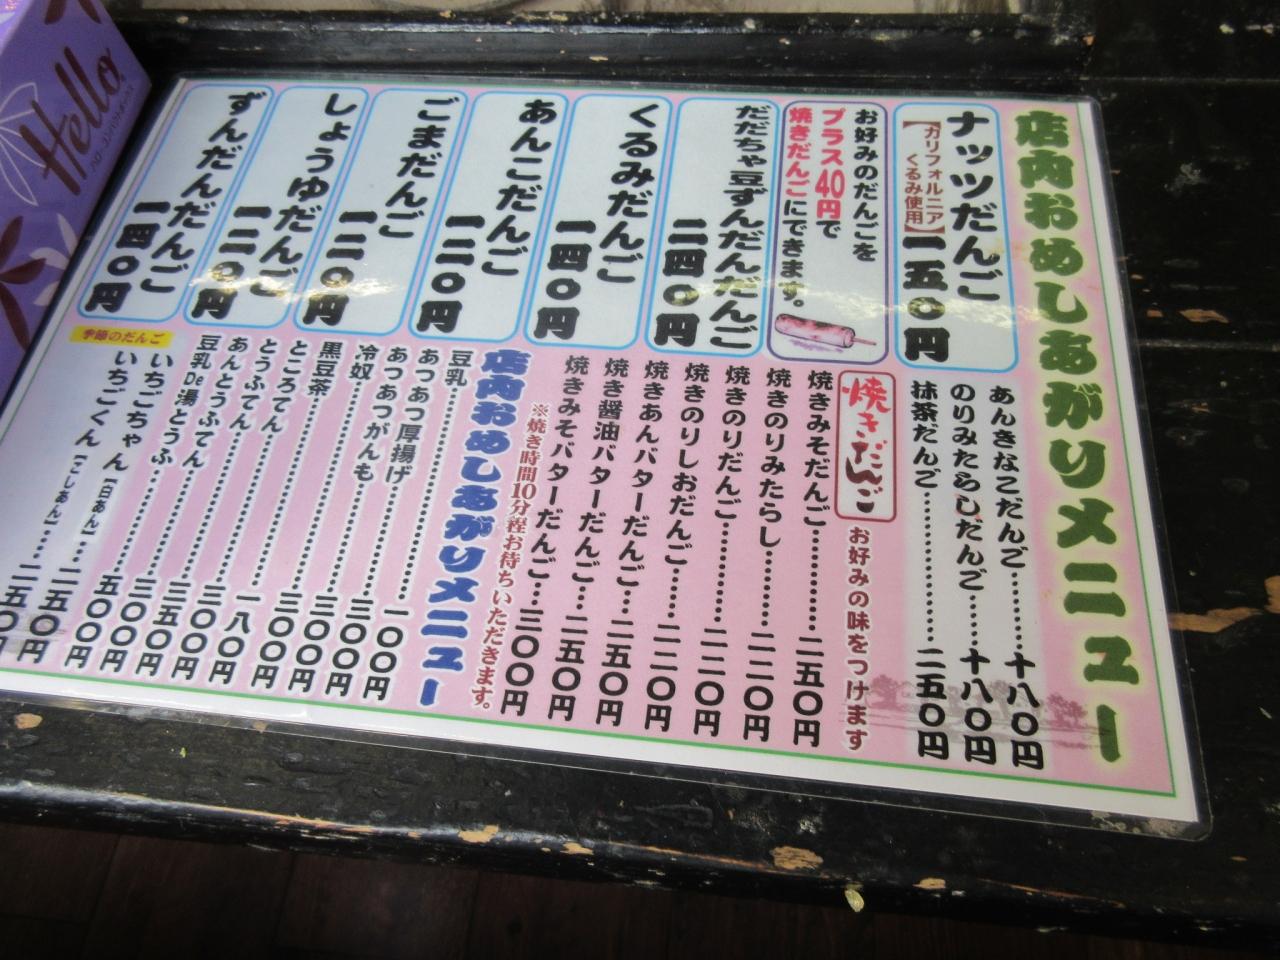 店内おめしあがりメニュー
ナッツだんご
【カリフォルニア
くるみ使用】
一五〇円
お好みのだんごを
プラス40円で
焼きだんごにできます。
だだちゃ豆ずんだんだんご
二四〇円
くるみだんご
一四〇円
あんこだんご
一二〇円
ごまだんご
一二〇円
しょうゆだんご
一二〇円
ずんだんだんご
一四〇円
あんきなこだんご……十八〇円
のりみたらしだんご……十八〇円
抹茶だんご……二五〇円
焼きだんご
お好みの味をつけます
焼きみそだんご……二五〇円
焼きのりみたらし……二二〇円
焼きのりだんご……二二〇円
焼きのりしおだんご……二二〇円
焼きあんバターだんご…二五〇円
焼き醤油バターだんご…二五〇円
焼きみそバターだんご…三〇〇円
※焼き時間10分程お待ちいただきます。
店内おめしあがりメニュー
豆乳……一〇〇円
あつあつ厚揚げ……三〇〇円
あつあつがんも……三〇〇円
冷奴……三〇〇円
黒豆茶……一八〇円
ところてん……三〇〇円
とうふてん……三五〇円
あんとうふてん……三〇〇円
豆乳De湯とうふ……五〇〇円
季節のだんご
いちごちゃん【白あん】…二五〇円
いちごくん【こしあん】…二五〇円
Hello